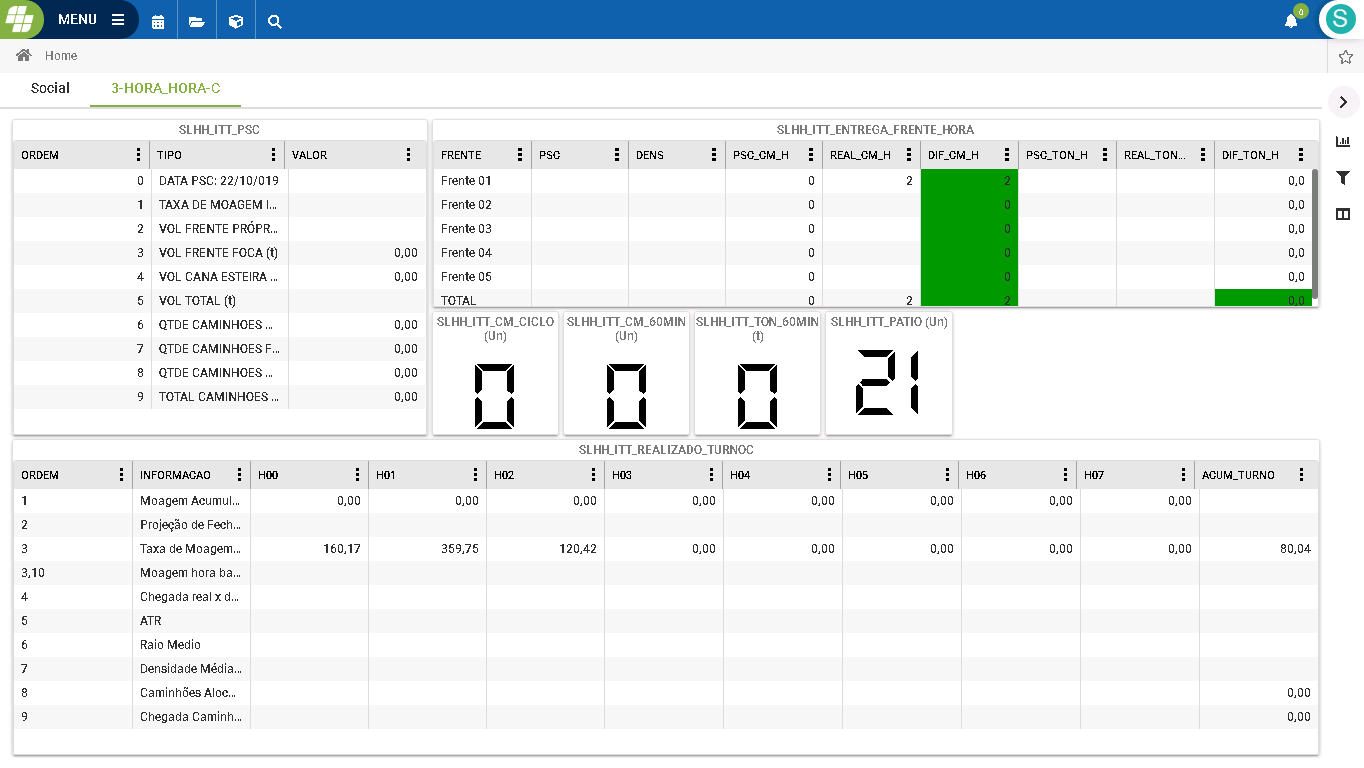 MENU
0
S
Home
Social 3-HORA_HORA-C
SLHH_ITT_PSC
ORDEM TIPO VALOR
0 DATA PSC: 22/10/019
1 TAXA DE MOAGEM I...
2 VOL FRENTE PRÓPR...
3 VOL FRENTE FOCA (t) 0,00
4 VOL CANA ESTEIRA ... 0,00
5 VOL TOTAL (t)
6 QTDE CAMINHOES ... 0,00
7 QTDE CAMINHOES F... 0,00
8 QTDE CAMINHOES ... 0,00
9 TOTAL CAMINHOES ... 0,00
SLHH_ITT_ENTREGA_FRENTE_HORA
FRENTE PSC DENS PSC_CM_H REAL_CM_H DIF_CM_H PSC_TON_H REAL_TON... DIF_TON_H
Frente 01 0 2 2 0,0
Frente 02 0 0 0,0
Frente 03 0 0 0,0
Frente 04 0 0 0,0
Frente 05 0 0 0,0
TOTAL 0 2 2 0,0
SLHH_ITT_CM_CICLO
(Un)
0
SLHH_ITT_CM_60MIN
(Un)
0
SLHH_ITT_TON_60MIN
(t)
0
SLHH_ITT_PATIO (Un)
21
SLHH_ITT_REALIZADO_TURNOC
ORDEM INFORMACAO H00 H01 H02 H03 H04 H05 H06 H07 ACUM_TURNO
1 Moagem Acumul... 0,00 0,00 0,00 0,00 0,00 0,00 0,00 0,00
2 Projeção de Fech...
3 Taxa de Moagem... 160,17 359,75 120,42 0,00 0,00 0,00 0,00 0,00 80,04
3,10 Moagem hora ba...
4 Chegada real x d...
5 ATR
6 Raio Medio
7 Densidade Média...
8 Caminhões Aloc... 0,00
9 Chegada Caminh... 0,00